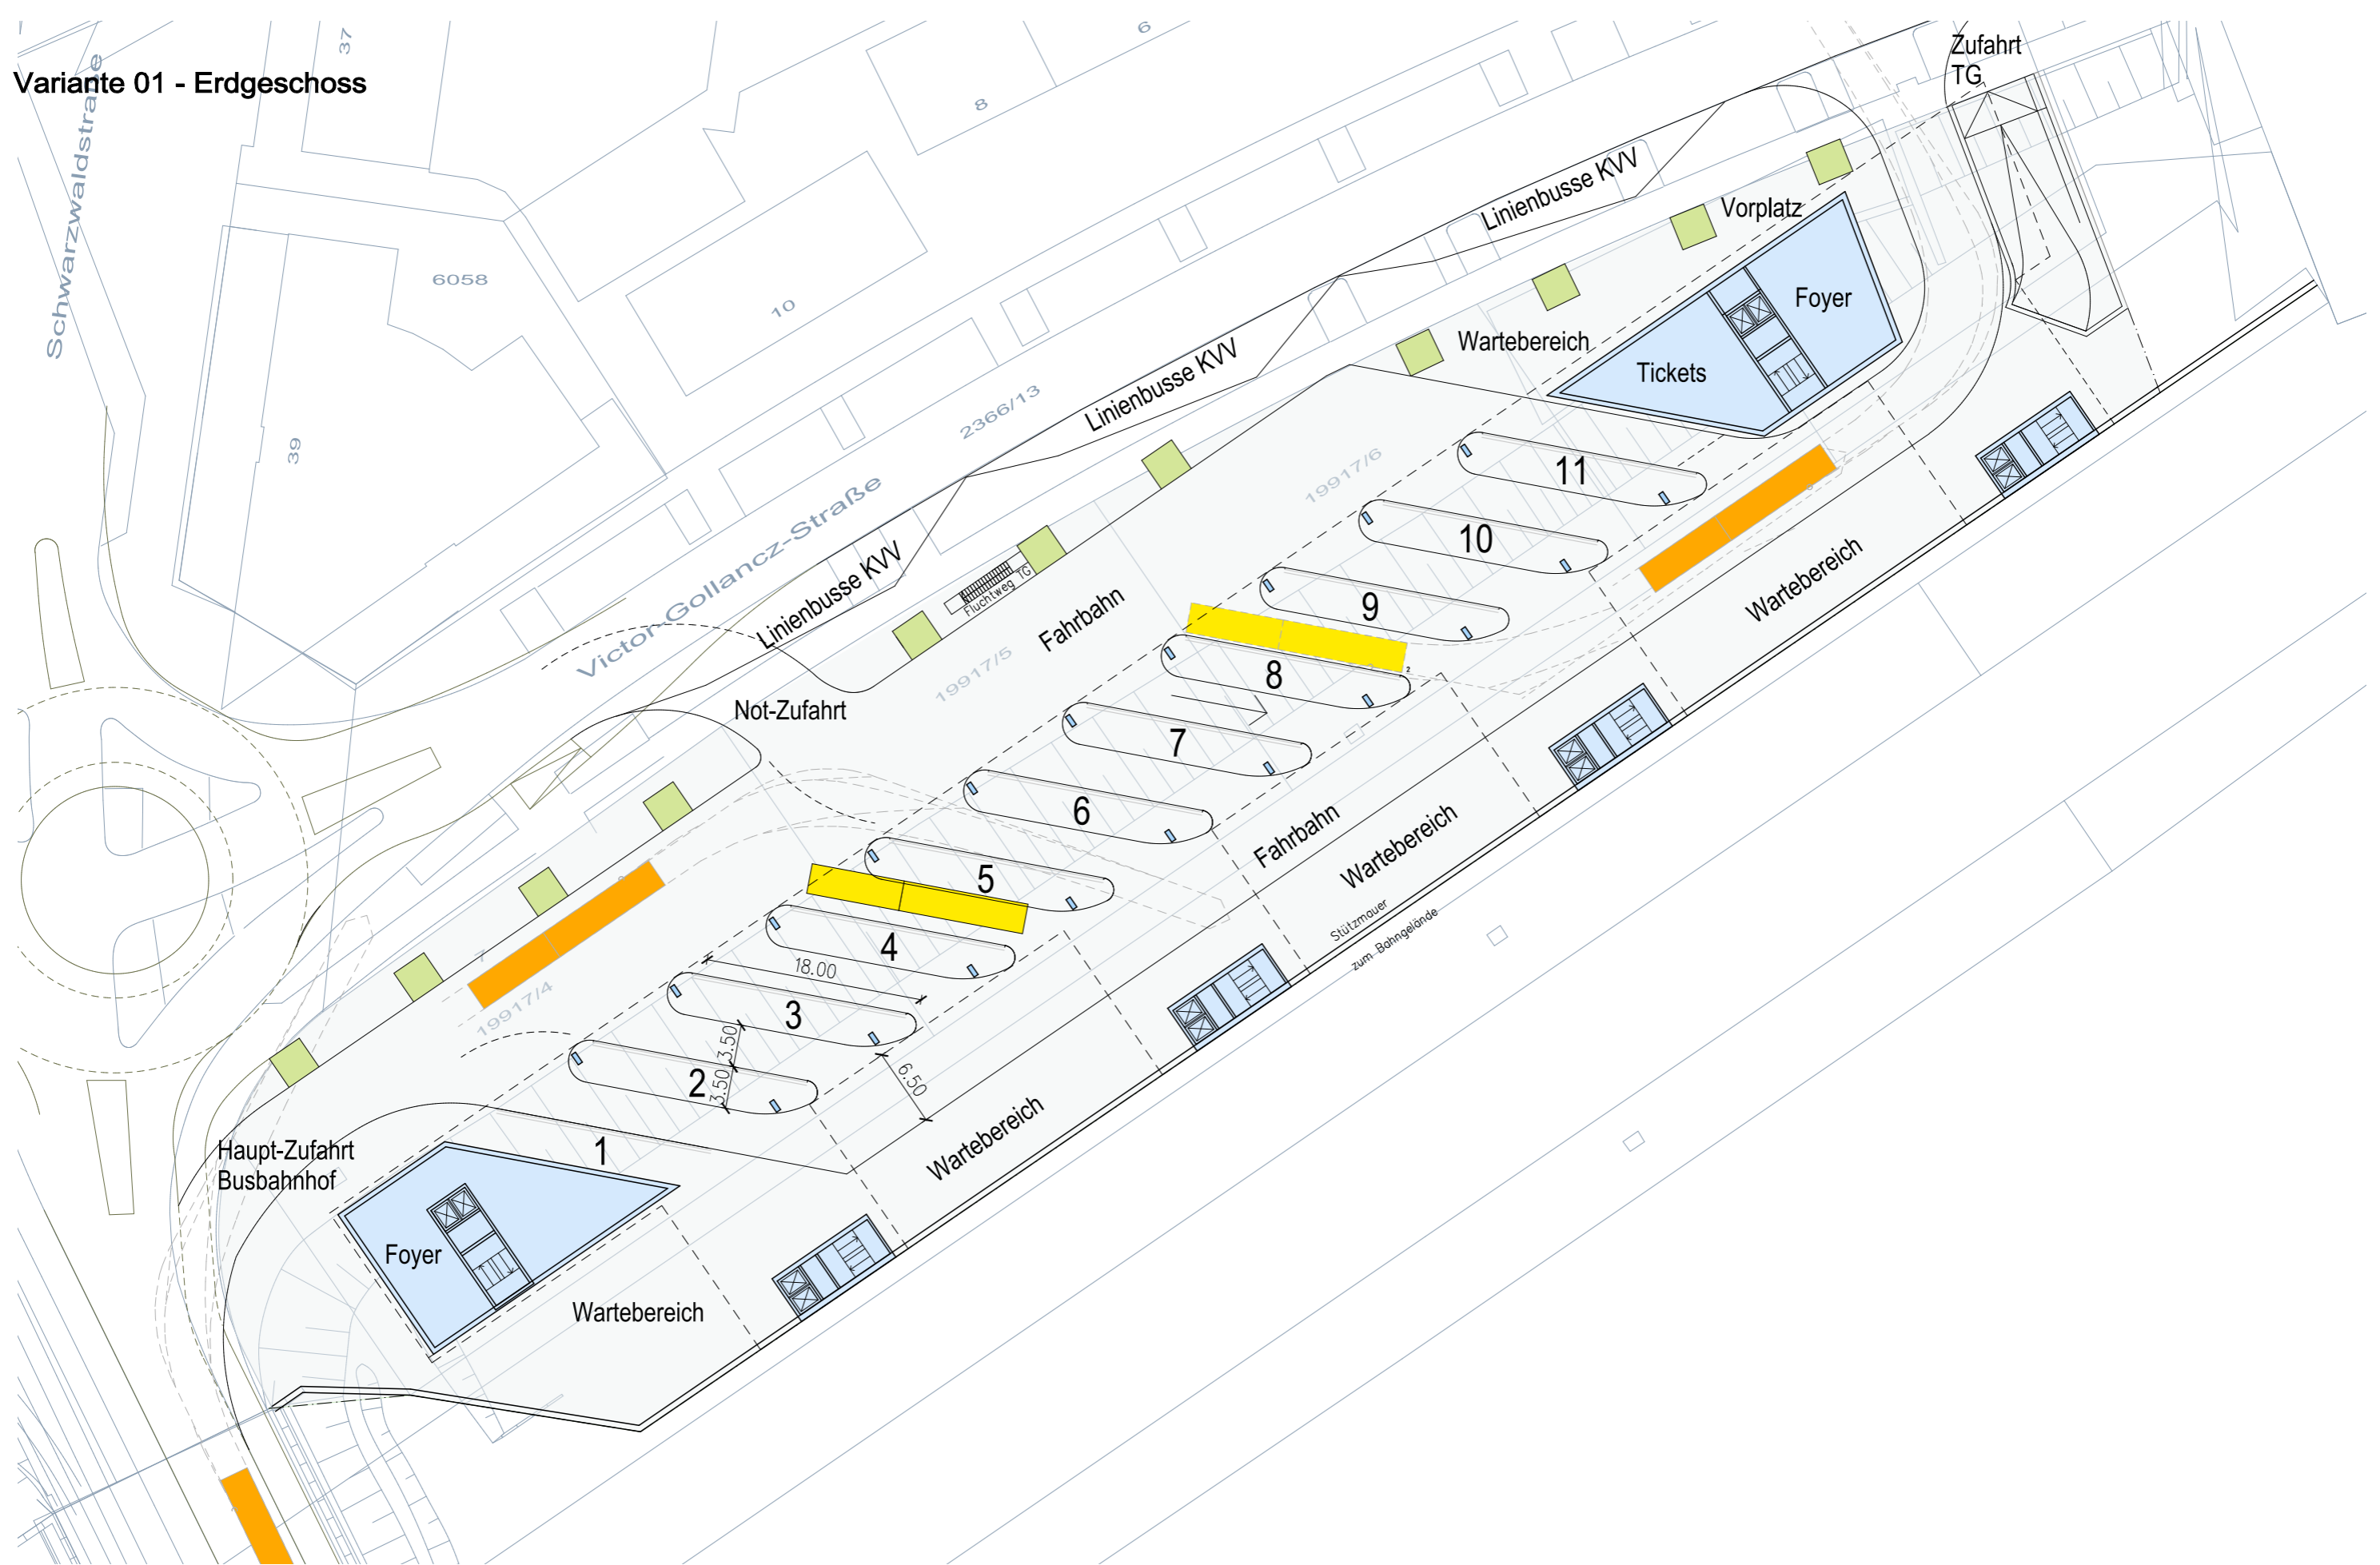 Variante 01 - Erdgeschoss
Schwarzwaldstraße
37
6
8
Zufahrt
TG
6058
10
39
2366/13
Victor-Gollancz-Straße
Linienbusse KVV
Linienbusse KVV
Linienbusse KVV
Vorplatz
Foyer
Tickets
Wartebereich
19917/6
11
10
9
8
7
6
5
4
3
2
1
2
Fluchtweg TG
Fahrbahn
19917/5
Not-Zufahrt
18.00
3.50
3.50
6.50
19917/4
Haupt-Zufahrt
Busbahnhof
Foyer
Wartebereich
Wartebereich
Fahrbahn
Wartebereich
Wartebereich
Stützmauer
zum Bahngelände